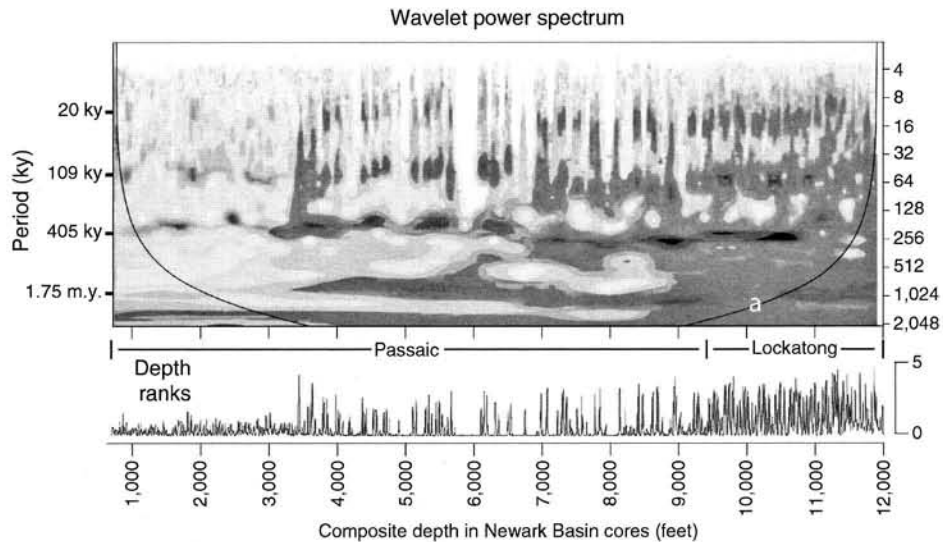 Wavelet power spectrum
Period (ky)
20 ky
109 ky
405 ky
1.75 m.y.
4
8
16
32
64
128
256
512
1,024
2,048
a
Passaic
Lockatong
Depth
ranks
5
0
1,000
2,000
3,000
4,000
5,000
6,000
7,000
8,000
9,000
10,000
11,000
12,000
Composite depth in Newark Basin cores (feet)